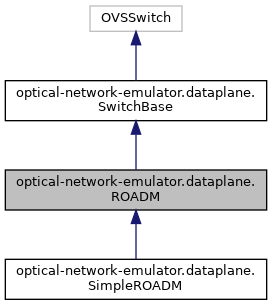 OVSSwitch
optical-network-emulator.dataplane.
SwitchBase
optical-network-emulator.dataplane.
ROADM
optical-network-emulator.dataplane.
SimpleROADM